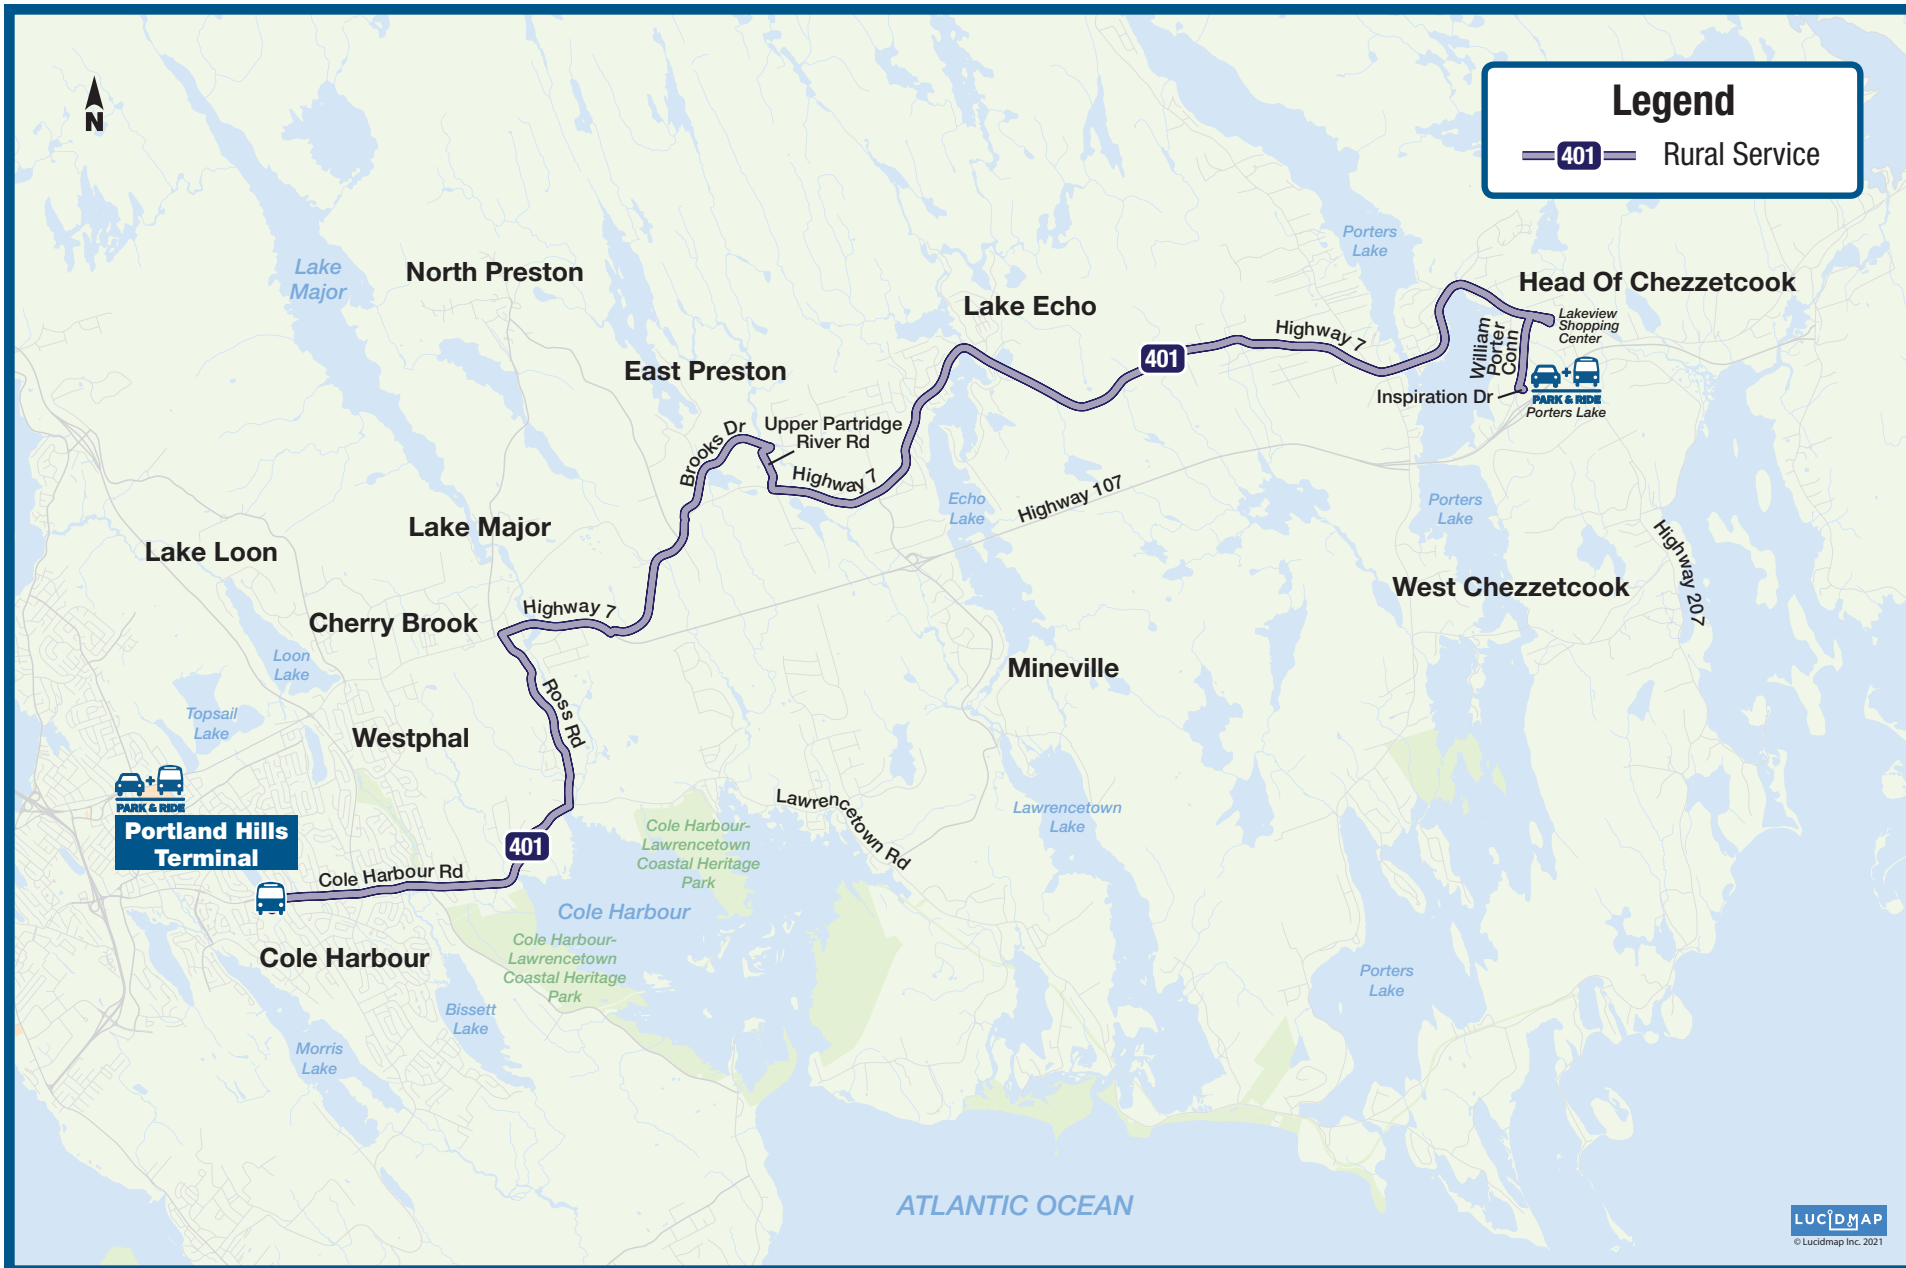 N
Legend
401
Rural Service
Lake
Major
North Preston
Porters
Lake
Head Of Chezzetcook
Lake Echo
Lakeview
Shopping
Center
Highway 7
William
Porter
Conn
401
East Preston
PARK & RIDE
Porters Lake
Inspiration Dr
Brooks Dr
Upper Partridge
River Rd
Highway 7
Echo
Lake
Highway 107
Porters
Lake
Lake Major
Lake Loon
Highway 207
West Chezzetcook
Highway 7
Cherry Brook
Loon
Lake
Mineville
Ross Rd
Topsail
Lake
Westphal
PARK & RIDE
Portland Hills
Terminal
Lawrencetown Rd
Lawrencetown
Lake
Cole Harbour-
Lawrencetown
Coastal Heritage
Park
401
Cole Harbour Rd
Cole Harbour
Cole Harbour-
Lawrencetown
Coastal Heritage
Park
Cole Harbour
Porters
Lake
Bissett
Lake
Morris
Lake
ATLANTIC OCEAN
LUCIDMAP
© Lucidmap Inc. 2021